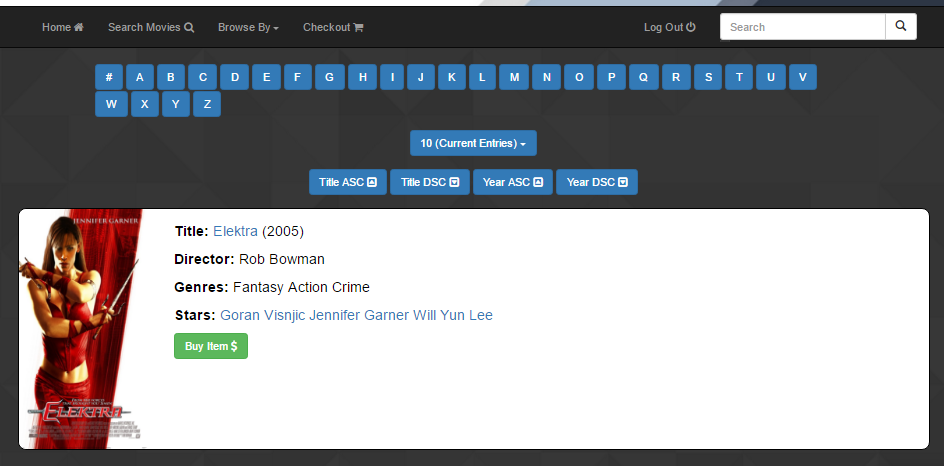 Home Search Movies Browse By Checkout Log Out Search
# A B C D E F G H I J K L M N O P Q R S T U V
W X Y Z
10 (Current Entries)
Title ASC Title DSC Year ASC Year DSC
JENNIFER GARNER
Title: Elektra (2005)
Director: Rob Bowman
Genres: Fantasy Action Crime
Stars: Goran Visnjic Jennifer Garner Will Yun Lee
Buy Item $
ELEKTRA